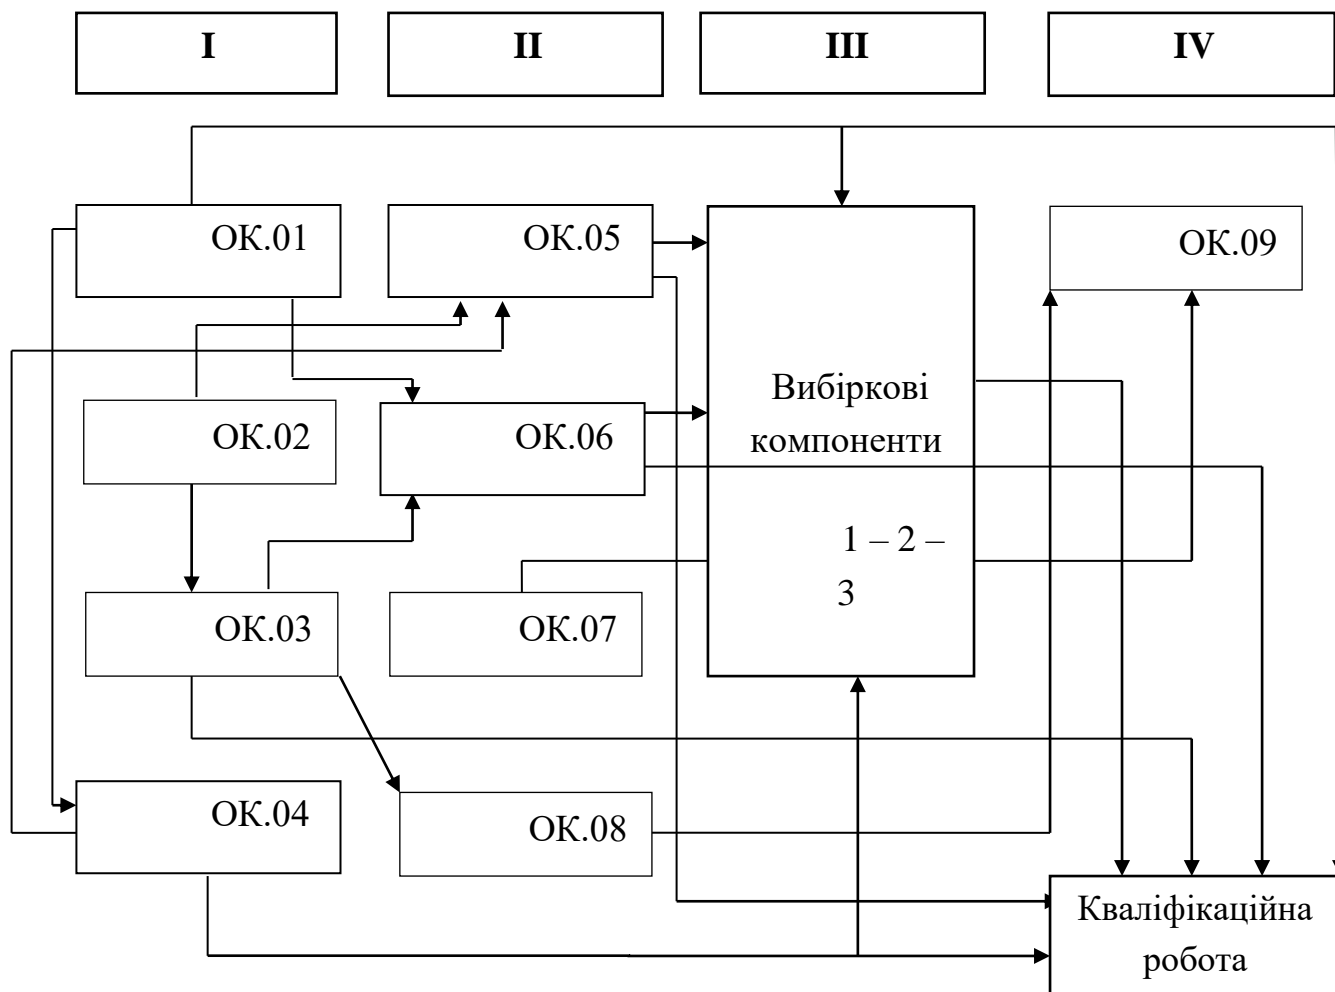 I
II
III
IV
ОК.01
ОК.05
ОК.09
Вибіркові
компоненти
ОК.02
ОК.06
1 – 2 –
3
ОК.03
ОК.07
ОК.04
ОК.08
Кваліфікаційна
робота